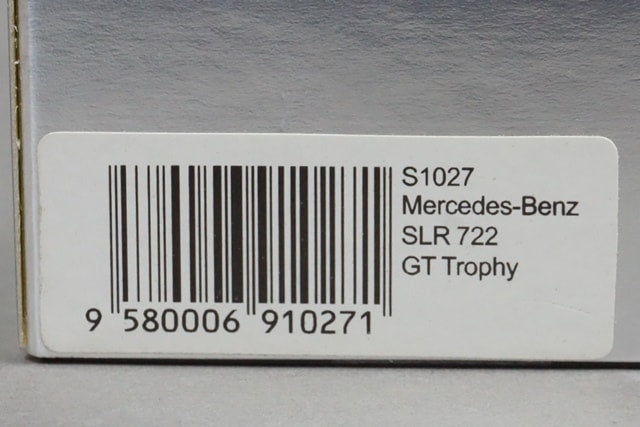 S1027
Mercedes-Benz
SLR 722
GT Trophy
9 580006 910271